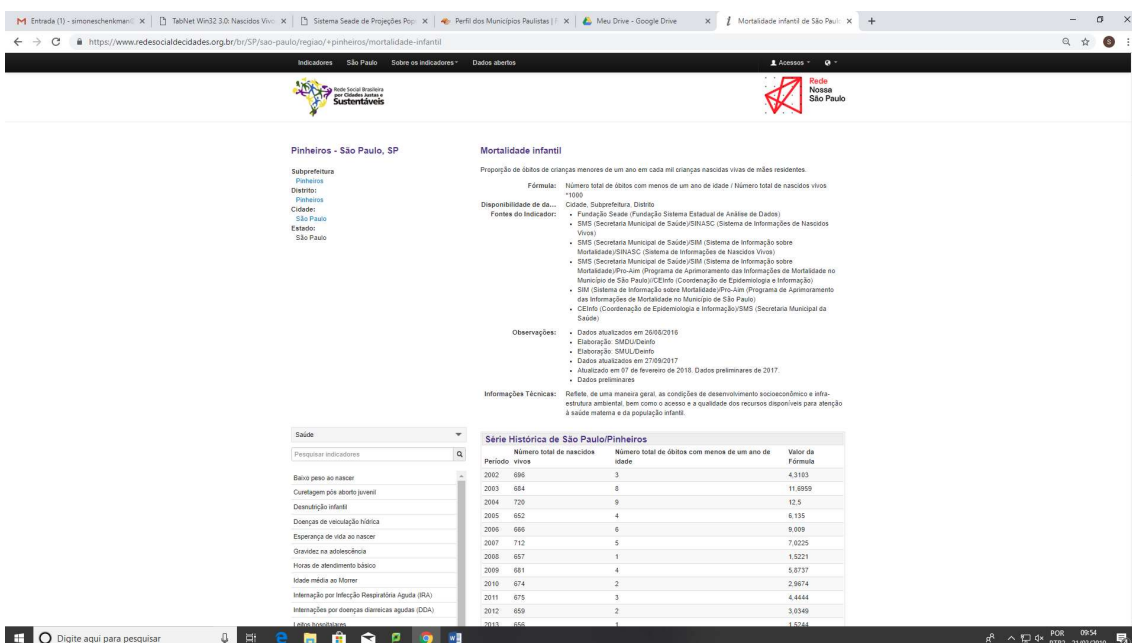 Entrada (1) - simoneschenkman
TabNet Win32 3.0: Nascidos Vivo
Sistema Seade de Projeções Pop
Perfil dos Municípios Paulistas |
Meu Drive - Google Drive
Mortalidade infantil de São Paul
https://www.redesocialdecidades.org.br/br/SP/sao-paulo/regiao/+pinheiros/mortalidade-infantil
Indicadores São Paulo Sobre os indicadores Dados abertos Acessos
Rede Social Brasileira
por Cidades Justas e
Sustentáveis
Rede
Nossa
São Paulo
Pinheiros - São Paulo, SP
Subprefeitura
Pinheiros
Distrito:
Pinheiros
Cidade:
São Paulo
Estado:
São Paulo
Mortalidade infantil
Proporção de óbitos de crianças menores de um ano em cada mil crianças nascidas vivas de mães residentes.
Fórmula: Número total de óbitos com menos de um ano de idade / Número total de nascidos vivos
*1000
Disponibilidade de da... Cidade, Subprefeitura, Distrito
Fontes do Indicador: • Fundação Seade (Fundação Sistema Estadual de Análise de Dados)
• SMS (Secretaria Municipal de Saúde)/SINASC (Sistema de Informações de Nascidos
Vivos)
• SMS (Secretaria Municipal de Saúde)/SIM (Sistema de Informação sobre
Mortalidade)/SINASC (Sistema de Informações de Nascidos Vivos)
• SMS (Secretaria Municipal de Saúde)/SIM (Sistema de Informação sobre
Mortalidade)/Pro-Aim (Programa de Aprimoramento das Informações de Mortalidade no
Município de São Paulo)//CEInfo (Coordenação de Epidemiologia e Informação)
• SIM (Sistema de Informação sobre Mortalidade)/Pro-Aim (Programa de Aprimoramento
das Informações de Mortalidade no Município de São Paulo)
• CEInfo (Coordenação de Epidemiologia e Informação)/SMS (Secretaria Municipal da
Saúde)
Observações: • Dados atualizados em 26/08/2016
• Elaboração: SMDU/Deinfo
• Elaboração: SMUL/Deinfo
• Dados atualizados em 27/09/2017
• Atualizado em 07 de fevereiro de 2018. Dados preliminares de 2017.
• Dados preliminares
Informações Técnicas: Reflete, de uma maneira geral, as condições de desenvolvimento socioeconômico e infra-
estrutura ambiental, bem como o acesso e a qualidade dos recursos disponíveis para atenção
à saúde materna e da população infantil.
Saúde
Pesquisar indicadores
Baixo peso ao nascer
Curetagem pós aborto juvenil
Desnutrição infantil
Doenças de veiculação hídrica
Esperança de vida ao nascer
Gravidez na adolescência
Horas de atendimento básico
Idade média ao Morrer
Internação por Infecção Respiratória Aguda (IRA)
Internações por doenças diarreicas agudas (DDA)
Leitos hospitalares
Série Histórica de São Paulo/Pinheiros
Período Número total de nascidos vivos Número total de óbitos com menos de um ano de idade Valor da Fórmula
2002 696 3 4,3103
2003 684 8 11,6959
2004 720 9 12,5
2005 652 4 6,135
2006 666 6 9,009
2007 712 5 7,0225
2008 657 1 1,5221
2009 681 4 5,8737
2010 674 2 2,9674
2011 675 3 4,4444
2012 659 2 3,0349
2013 656 1 1,5244
Digite aqui para pesquisar
POR 09:54
PTB2 21/02/2019